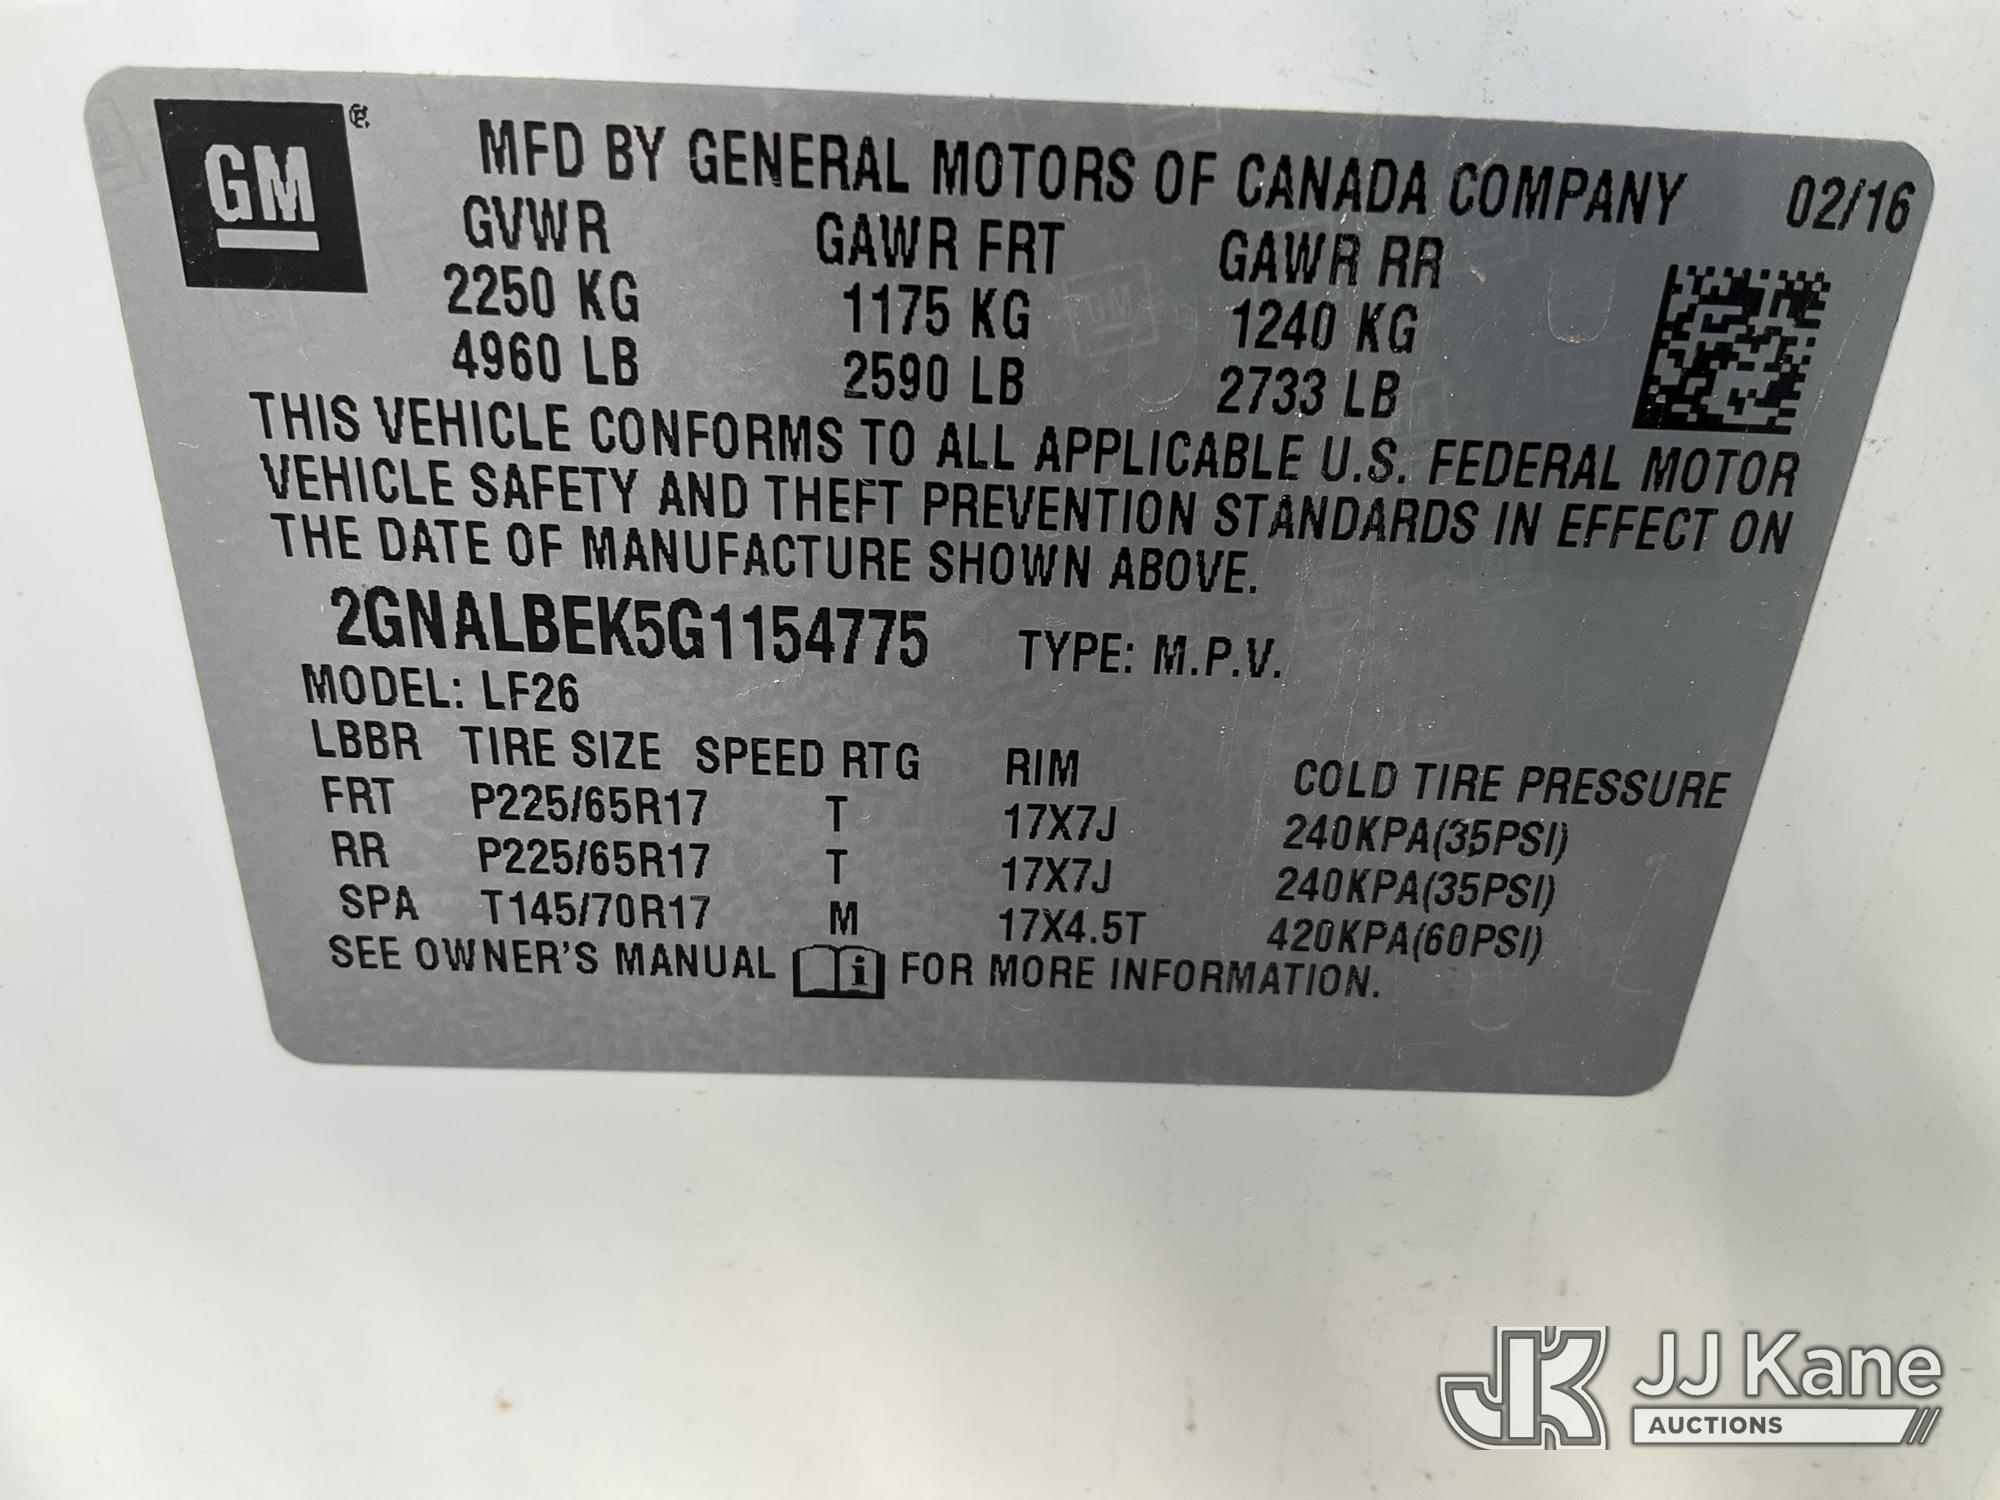 GM ®
MFD BY GENERAL MOTORS OF CANADA COMPANY 02/16
GVWR GAWR FRT GAWR RR
2250 KG 1175 KG 1240 KG
4960 LB 2590 LB 2733 LB
THIS VEHICLE CONFORMS TO ALL APPLICABLE U.S. FEDERAL MOTOR
VEHICLE SAFETY AND THEFT PREVENTION STANDARDS IN EFFECT ON
THE DATE OF MANUFACTURE SHOWN ABOVE.
2GNALBEK5G1154775 TYPE: M.P.V.
MODEL: LF26
LBBR TIRE SIZE SPEED RTG RIM COLD TIRE PRESSURE
FRT P225/65R17 T 17X7J 240KPA(35PSI)
RR P225/65R17 T 17X7J 240KPA(35PSI)
SPA T145/70R17 M 17X4.5T 420KPA(60PSI)
SEE OWNER'S MANUAL i FOR MORE INFORMATION.
JK JJ Kane
AUCTIONS